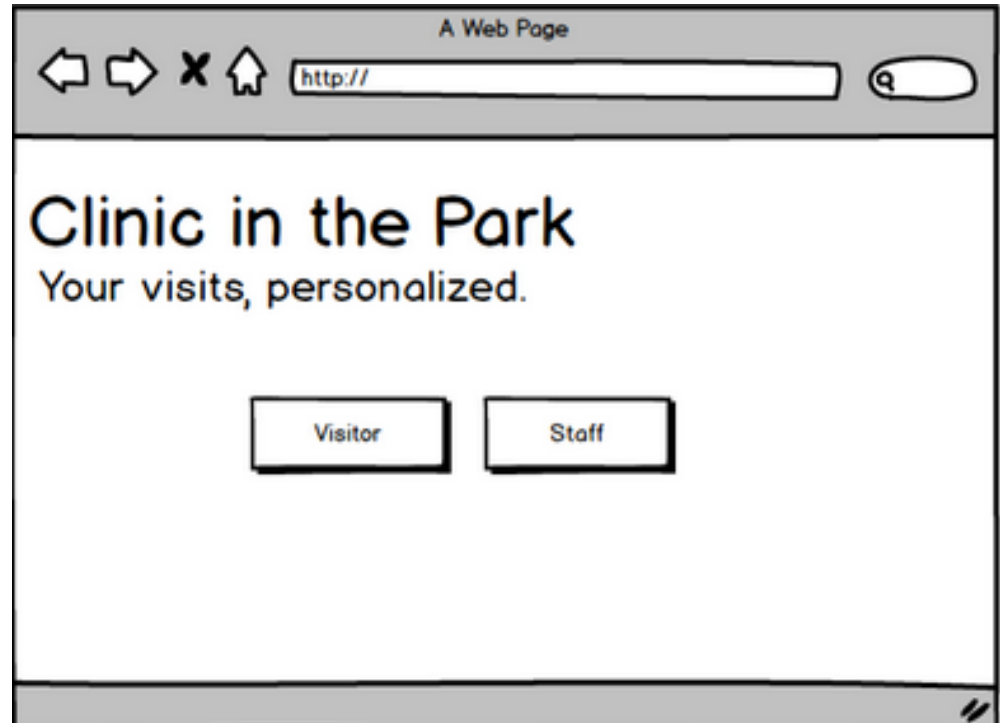 A Web Page
http://
Clinic in the Park
Your visits, personalized.
Visitor
Staff